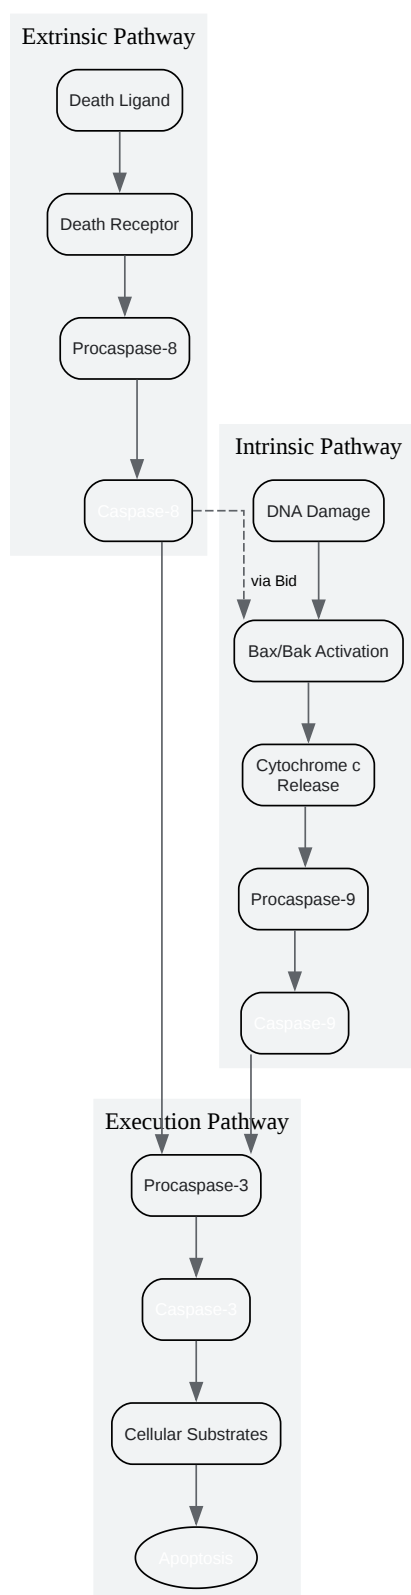 Extrinsic Pathway
Death Ligand
Death Receptor
Procaspase-8
Caspase-8
Intrinsic Pathway
DNA Damage
via Bid
Bax/Bak Activation
Cytochrome c
Release
Procaspase-9
Caspase-9
Execution Pathway
Procaspase-3
Caspase-3
Cellular Substrates
Apoptosis